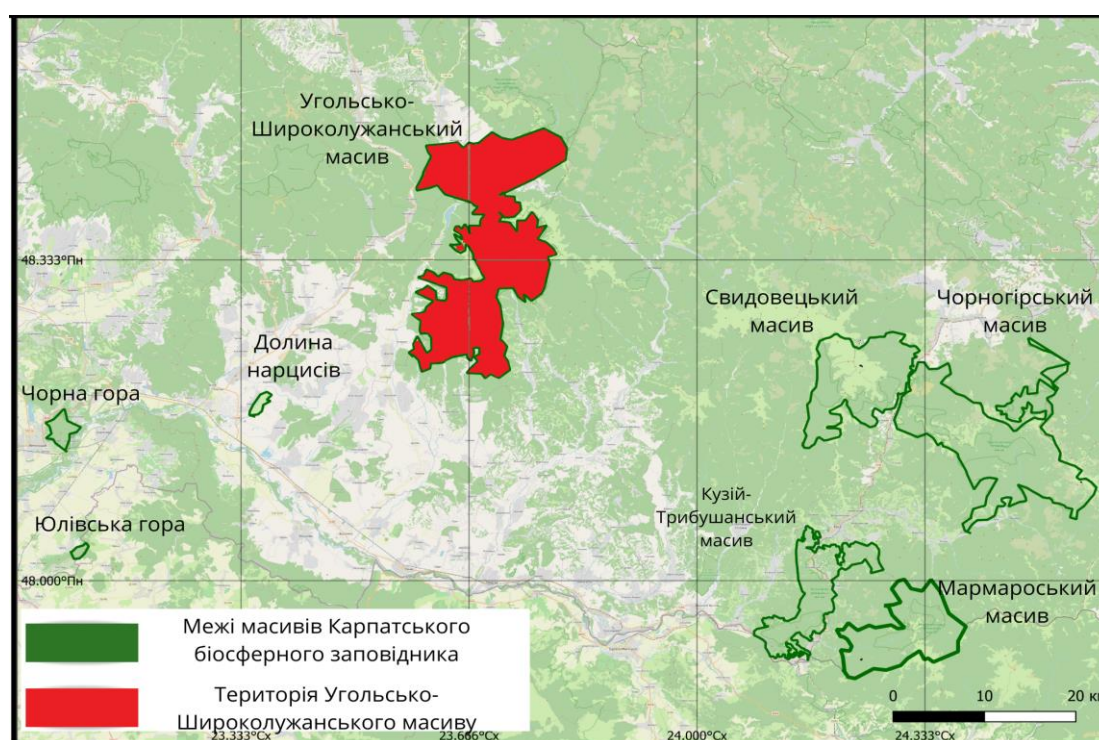 Угольсько-
Широколужанський
масив
48.333°Пн
Свидовецький
масив
Чорногірський
масив
Долина
нарцисів
Чорна гора
Кузій-
Трибушанський
масив
Юлівська гора
48.000°Пн
Мармароський
масив
Межі масивів Карпатського
біосферного заповідника
Територія Угольсько-
Широколужанського масиву
0 10 20 км
23.333°Сх 23.666°Сх 24.000°Сх 24.333°Сх